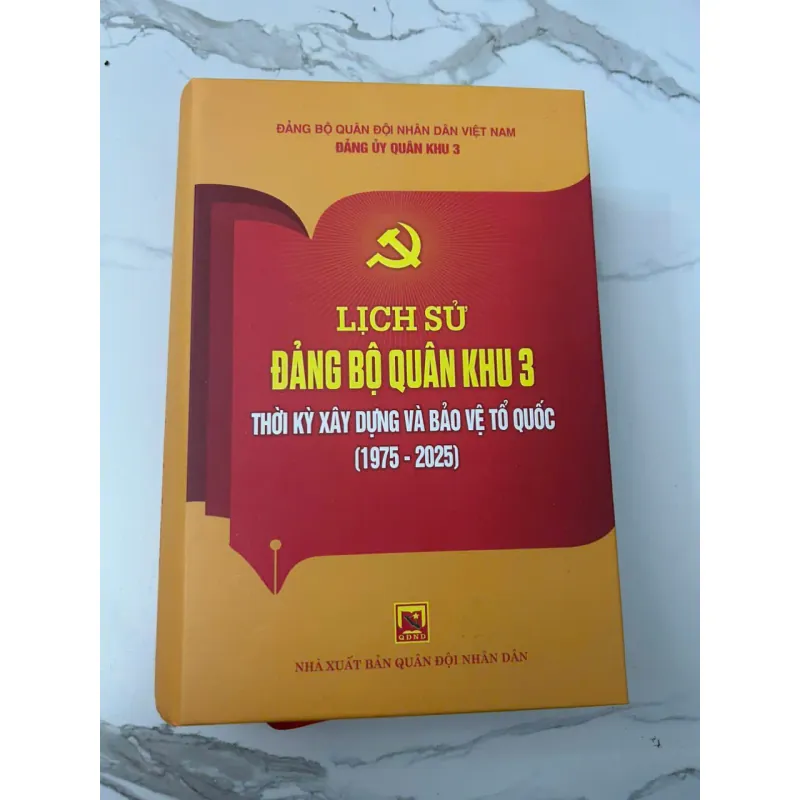 ĐẢNG BỘ QUÂN ĐỘI NHÂN DÂN VIỆT NAM
ĐẢNG ỦY QUÂN KHU 3
LỊCH SỬ
ĐẢNG BỘ QUÂN KHU 3
THỜI KỲ XÂY DỰNG VÀ BẢO VỆ TỔ QUỐC
(1975 - 2025)
QĐND
NHÀ XUẤT BẢN QUÂN ĐỘI NHÂN DÂN